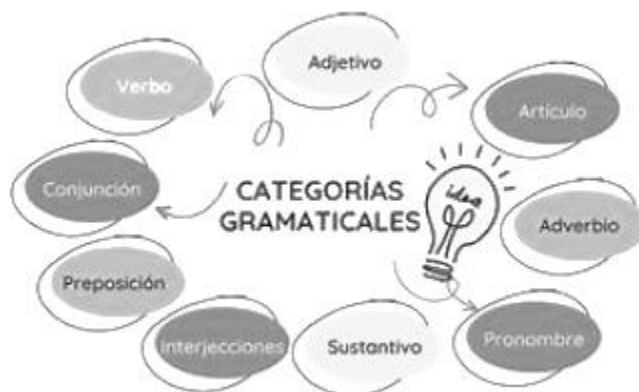 Adjetivo
Verbo
Artículo
Conjunción
CATEGORÍAS
GRAMATICALES
idea
Adverbio
Preposición
Interjecciones
Sustantivo
Pronombre